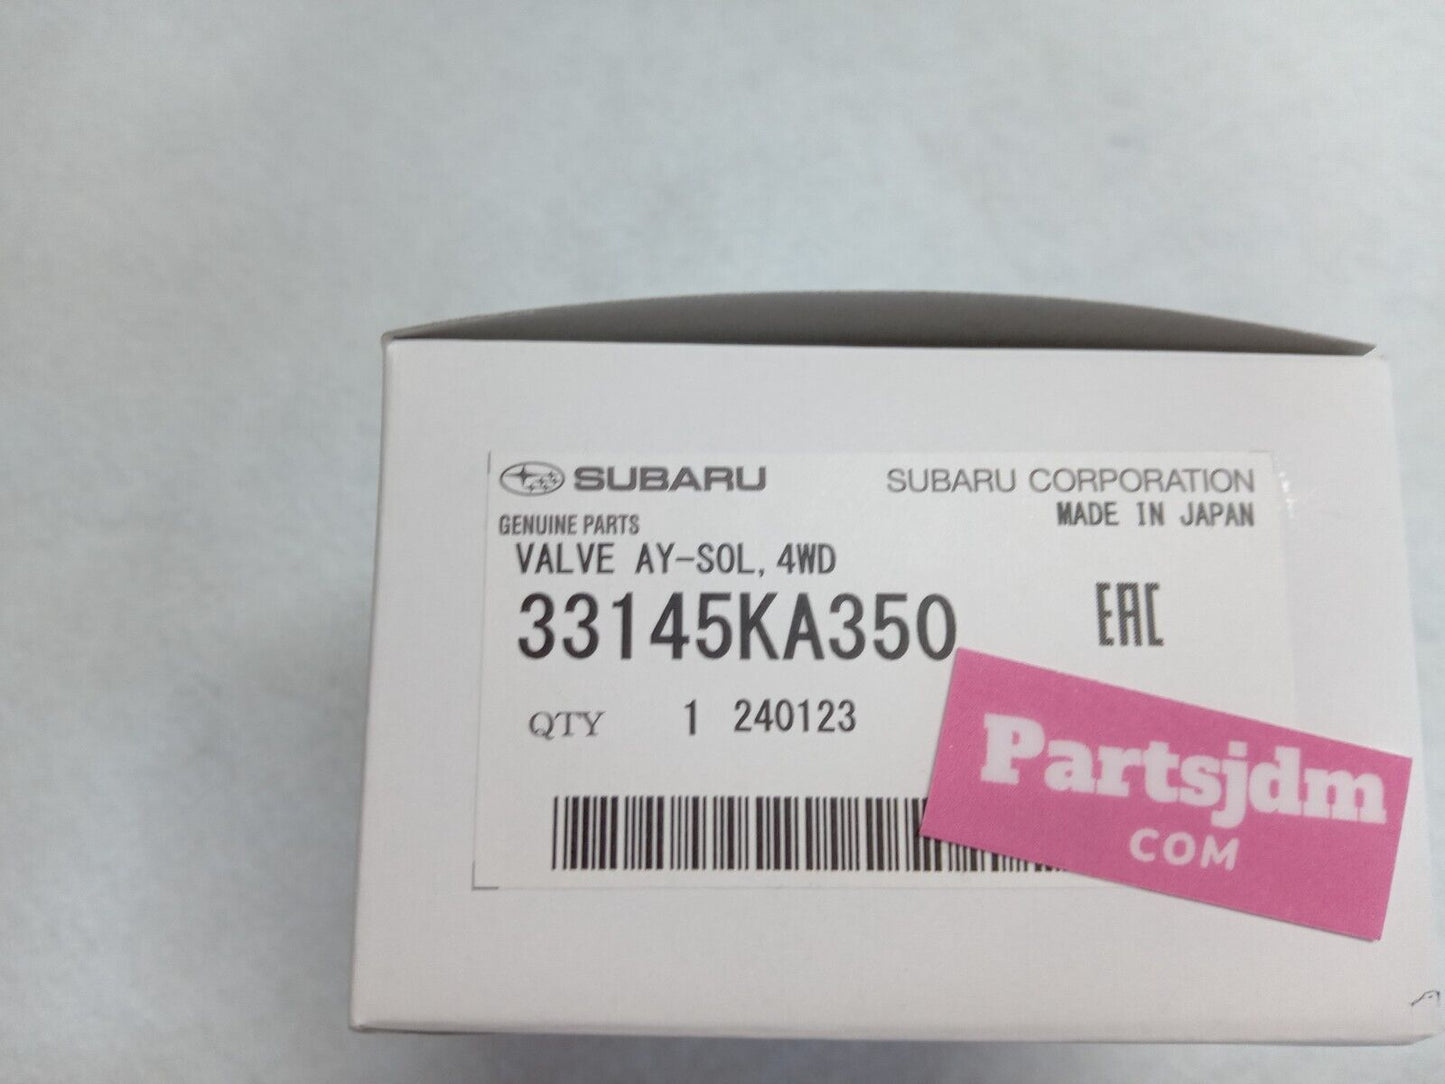 SUBARU
SUBARU CORPORATION
MADE IN JAPAN
GENUINE PARTS
VALVE AY-SOL, 4WD
33145KA350
EAC
QTY 1 240123
Partsjdm
COM